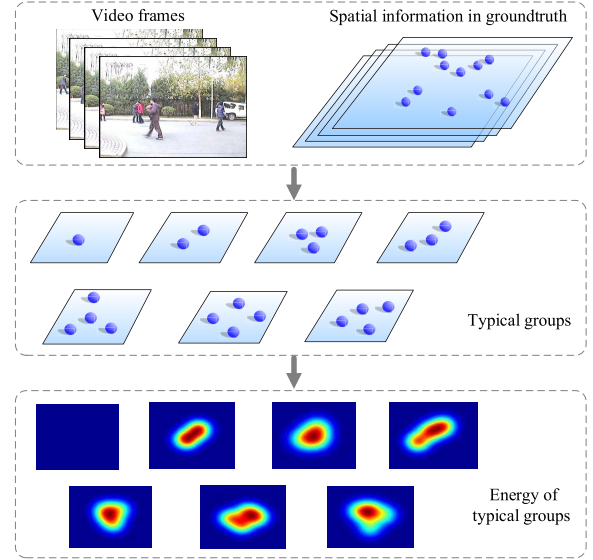 Video frames
Spatial information in groundtruth
Typical groups
Energy of
typical groups